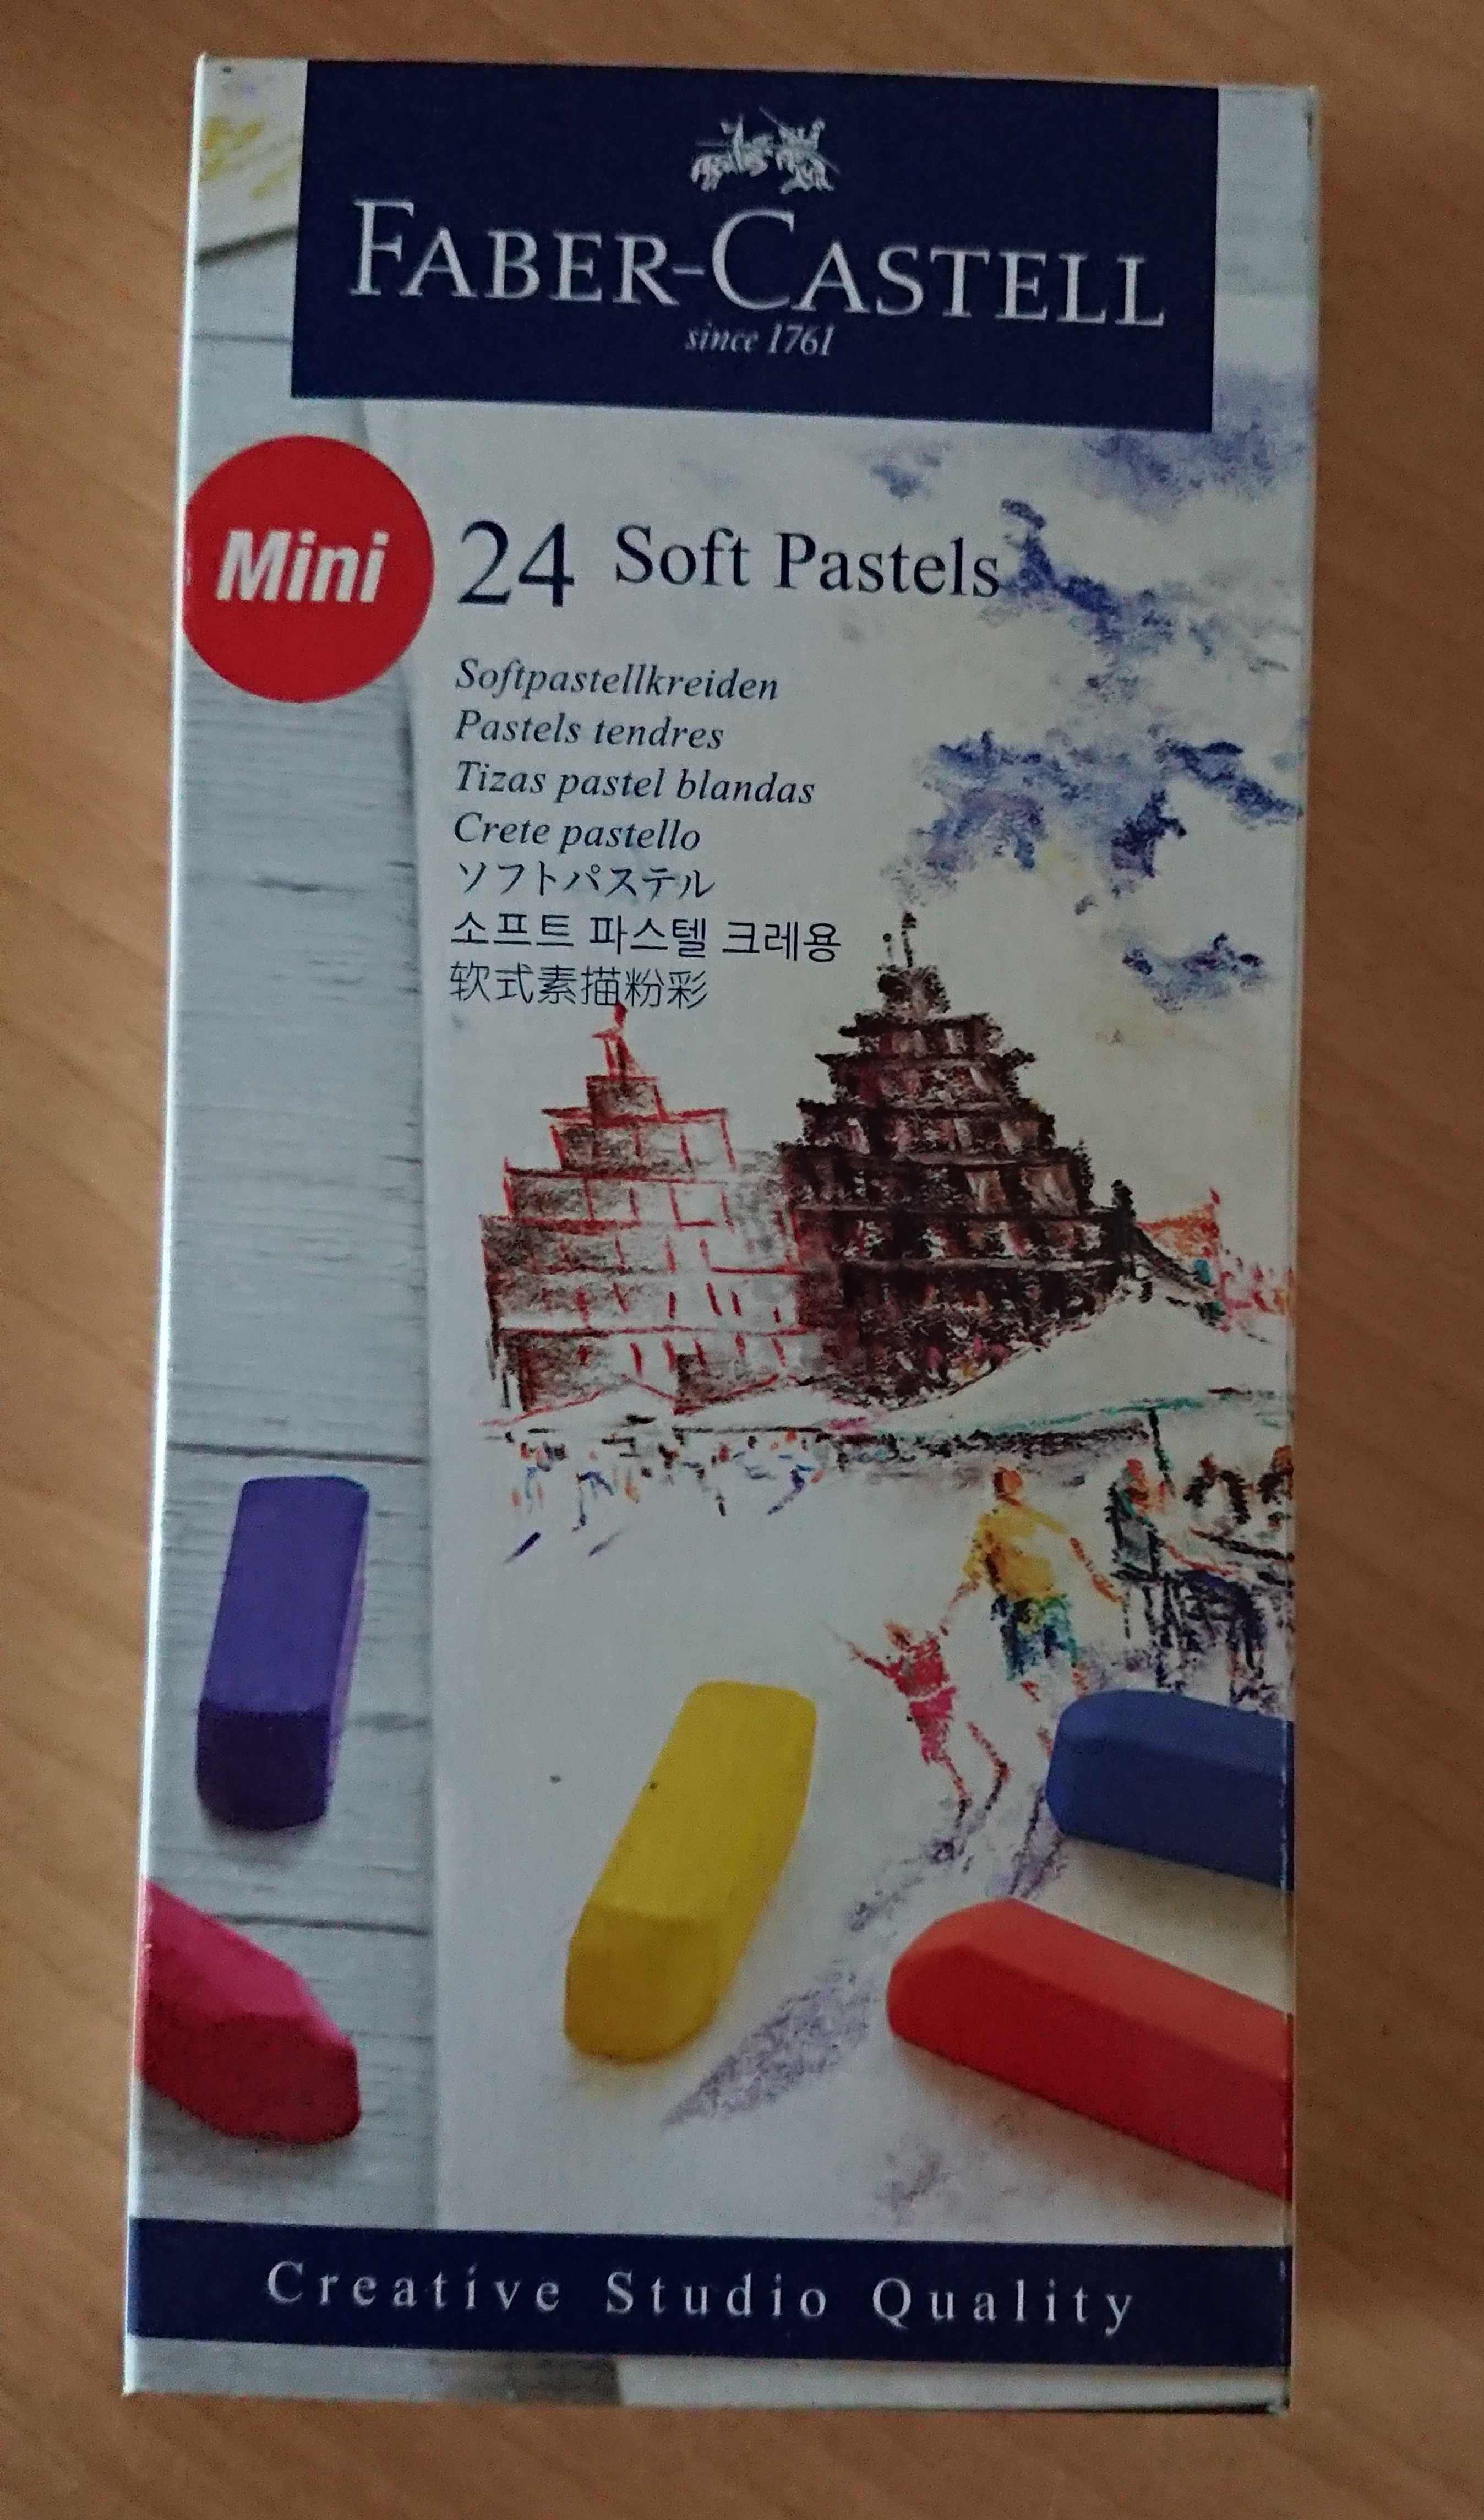 FABER-CASTELL
since 1761
Mini
24 Soft Pastels
Softpastellkreiden
Pastels tendres
Tizas pastel blandas
Crete pastello
ソフトパステル
소프트 파스텔 크레용
软式素描粉彩
Creative Studio Quality